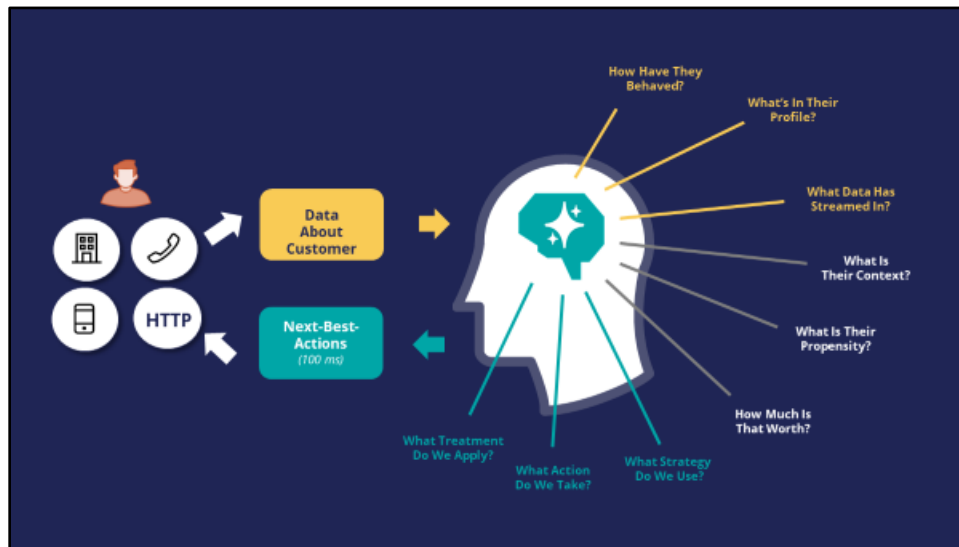 How Have They
Behaved?
What's In Their
Profile?
What Data Has
Streamed In?
What Is
Their Context?
What Is Their
Propensity?
How Much Is
That Worth?
What Strategy
Do We Use?
What Action
Do We Take?
What Treatment
Do We Apply?
Data
About
Customer
Next-Best-
Actions
(100 ms)
HTTP